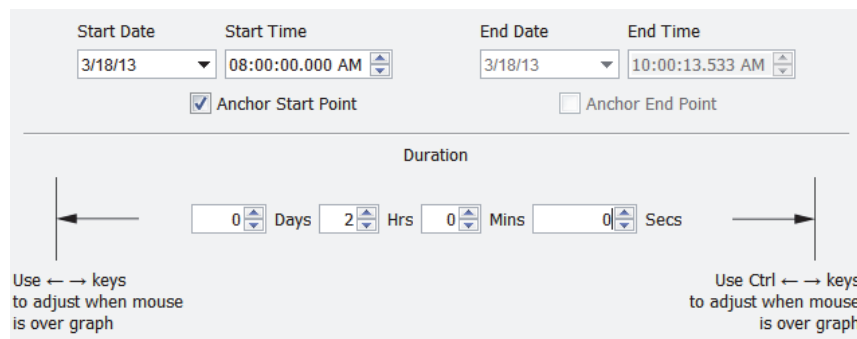 Start Date Start Time End Date End Time
3/18/13 08:00:00.000 AM 3/18/13 10:00:13.533 AM
Anchor Start Point Anchor End Point
Duration
0 Days 2 Hrs 0 Mins 0 Secs
Use ← → keys Use Ctrl ← → keys
to adjust when mouse to adjust when mouse
is over graph is over graph